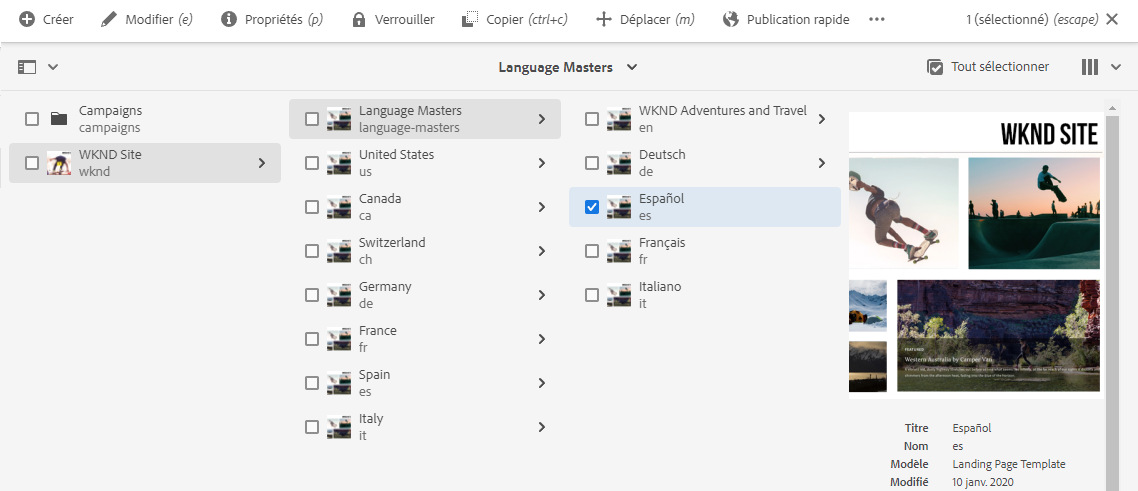 Créer
Modifier (e)
Propriétés (p)
Verrouiller
Copier (ctrl+c)
Déplacer (m)
Publication rapide
1 (sélectionné) (escape)
Language Masters
Tout sélectionner
Campaigns
campaigns
WKND Site
wknd
Language Masters
language-masters
United States
us
Canada
ca
Switzerland
ch
Germany
de
France
fr
Spain
es
Italy
it
WKND Adventures and Travel
en
Deutsch
de
Español
es
Français
fr
Italiano
it
WKND SITE
FEATURED
Western Australia by Camper Van
Titre Español
Nom es
Modèle Landing Page Template
Modifié 10 janv. 2020